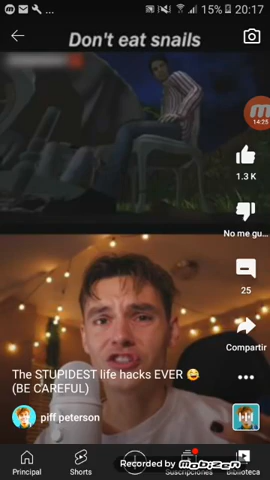 15% 20:17
Don't eat snails
14:25
1.3 K
No me gu...
25
Compartir
The STUPIDEST life hacks EVER 😂
(BE CAREFUL)
piff peterson
Principal
Shorts
Suscripciones
Biblioteca
Recorded by MOBIZEN